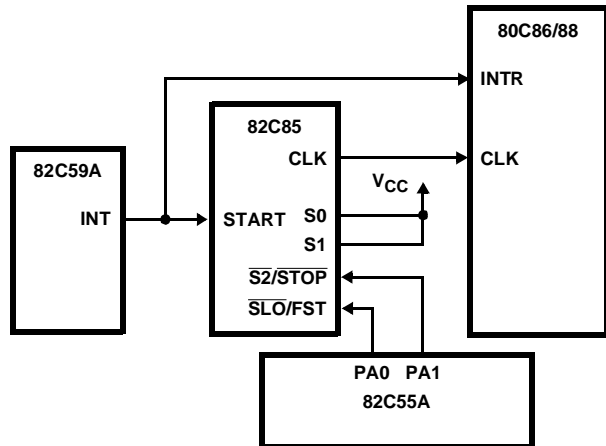 80C86/88
INTR
82C85
CLK
CLK
82C59A
VCC
INT
START
S0
S1
S2/STOP
SLO/FST
PA0 PA1
82C55A